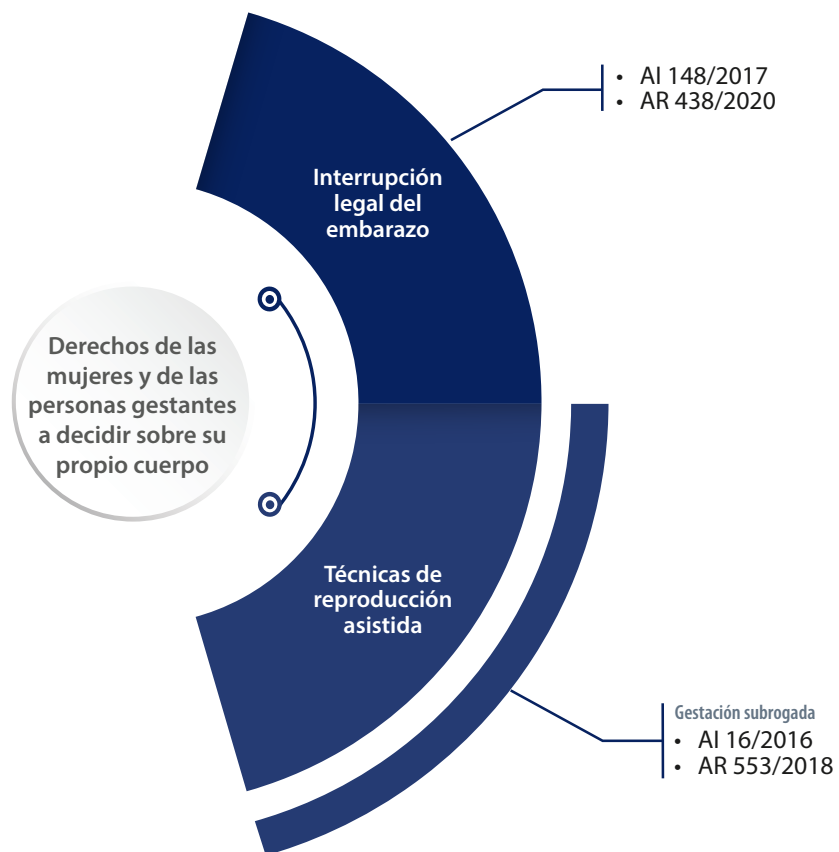 • AI 148/2017
• AR 438/2020
Interrupción
legal del
embarazo
Derechos de las
mujeres y de las
personas gestantes
a decidir sobre su
propio cuerpo
Técnicas de
reproducción
asistida
Gestación subrogada
• AI 16/2016
• AR 553/2018